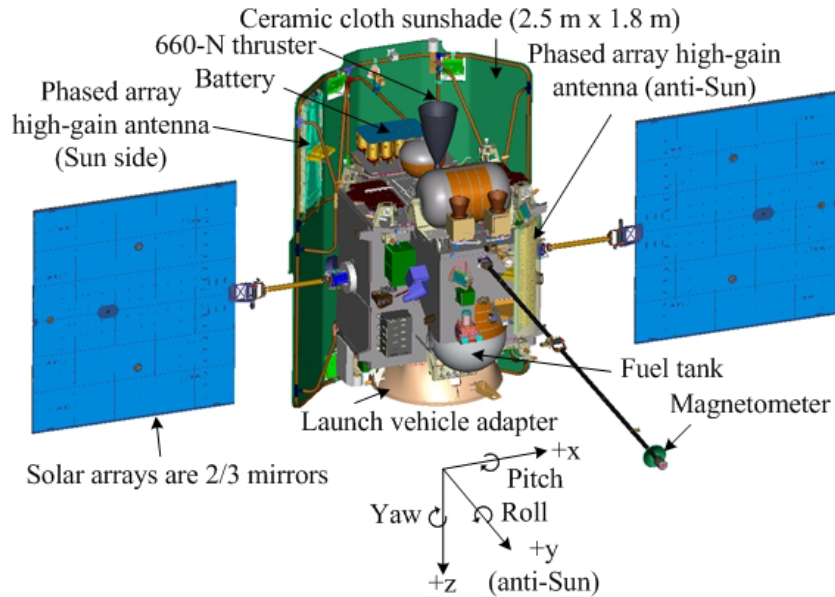 Ceramic cloth sunshade (2.5 m x 1.8 m)
660-N thruster
Battery
Phased array high-gain
antenna (anti-Sun)
Phased array
high-gain antenna
(Sun side)
Fuel tank
Launch vehicle adapter
Magnetometer
Solar arrays are 2/3 mirrors
+x
Pitch
Yaw
Roll
+y
+z
(anti-Sun)